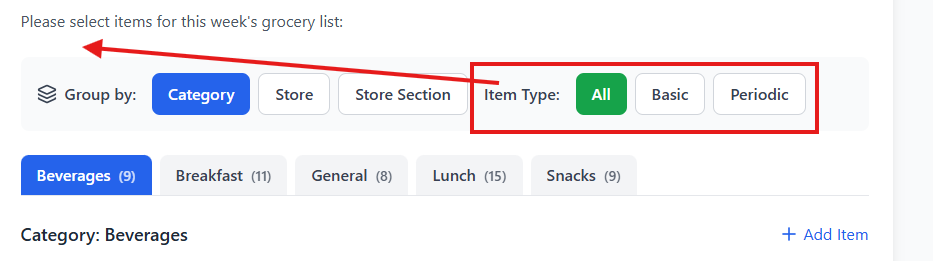 Please select items for this week's grocery list:
Group by: Category Store Store Section Item Type: All Basic Periodic
Beverages (9) Breakfast (11) General (8) Lunch (15) Snacks (9)
Category: Beverages + Add Item